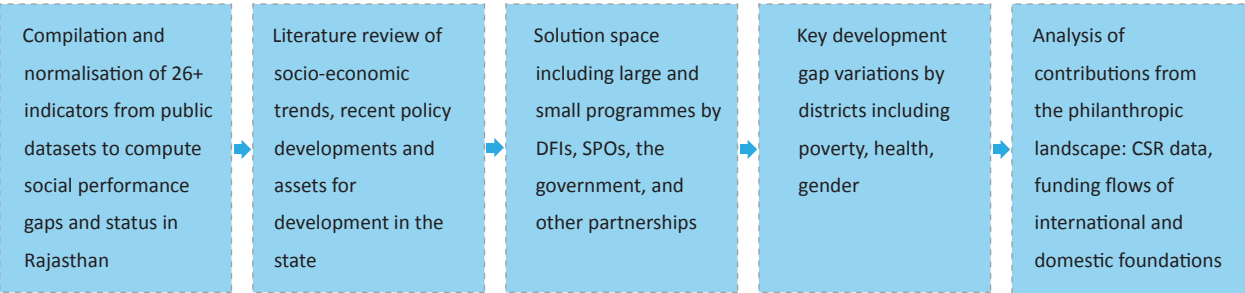 Compilation and
normalisation of 26+
indicators from public
datasets to compute
social performance
gaps and status in
Rajasthan
Literature review of
socio-economic
trends, recent policy
developments and
assets for
development in the
state
Solution space
including large and
small programmes by
DFIs, SPOs, the
government, and
other partnerships
Key development
gap variations by
districts including
poverty, health,
gender
Analysis of
contributions from
the philanthropic
landscape: CSR data,
funding flows of
international and
domestic foundations